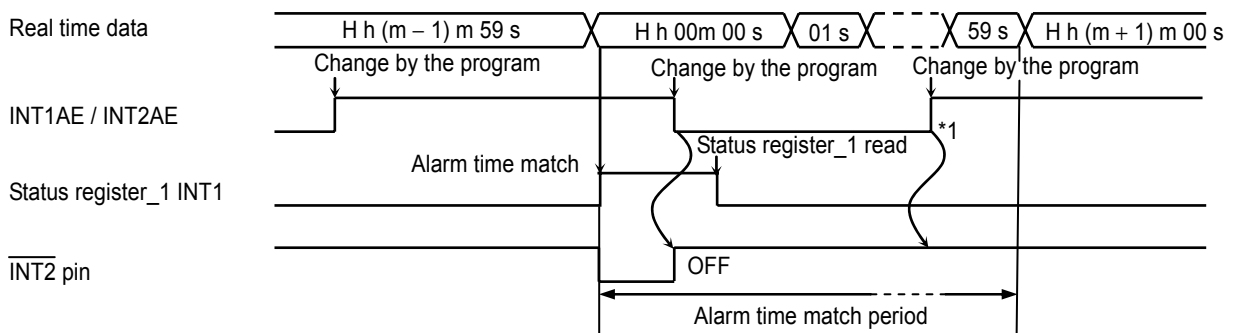 Real time data
H h (m − 1) m 59 s
H h 00m 00 s
01 s
59 s
H h (m + 1) m 00 s
Change by the program
Change by the program
Change by the program
INT1AE / INT2AE
*1
Status register_1 read
Alarm time match
Status register_1 INT1
INT2 pin
OFF
Alarm time match period